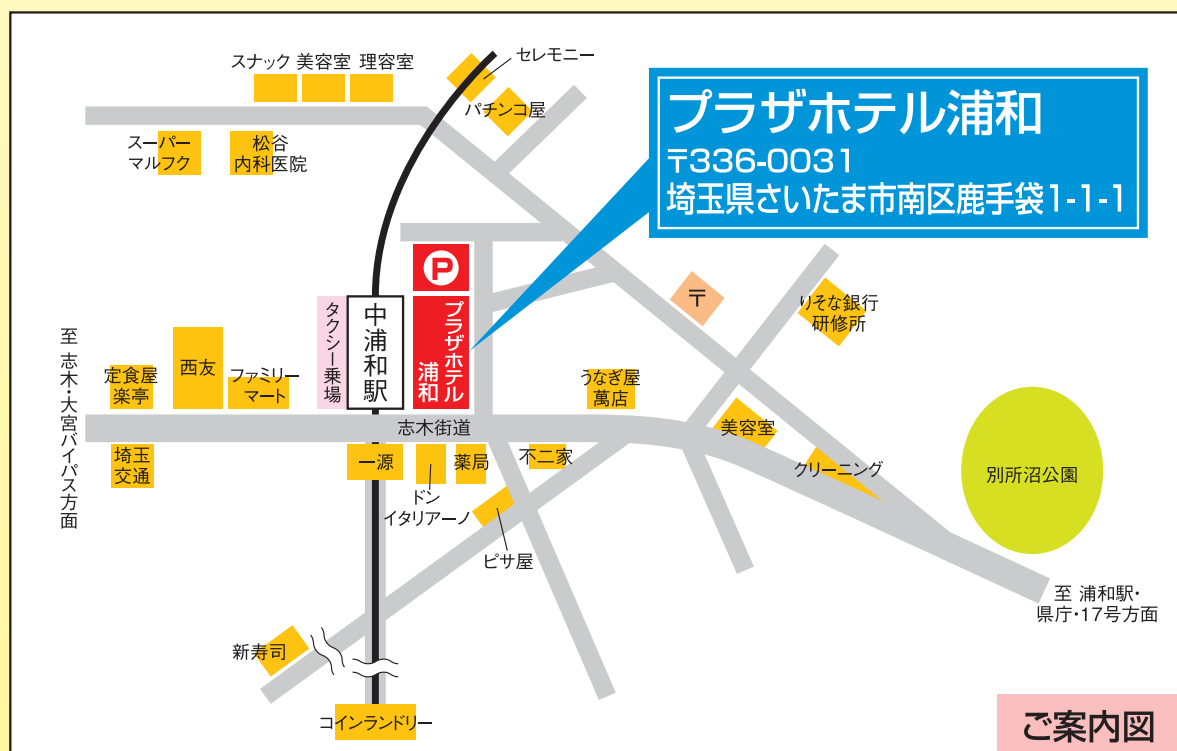 スナック
美容室
理容室
セレモニー
パチンコ屋
スーパー
マルフク
松谷
内科医院
プラザホテル浦和
〒336-0031
埼玉県さいたま市南区鹿手袋1-1-1
P
プラザホテル
浦和
中浦和駅
タクシー乗場
〒
りそな銀行
研修所
至 志木・大宮バイパス方面
定食屋
楽亭
西友
ファミリー
マート
うなぎ屋
萬店
志木街道
美容室
埼玉
交通
一源
ドン
イタリアーノ
薬局
不二家
クリーニング
別所沼公園
ピサ屋
至 浦和駅・
県庁・17号方面
新寿司
コインランドリー
ご案内図